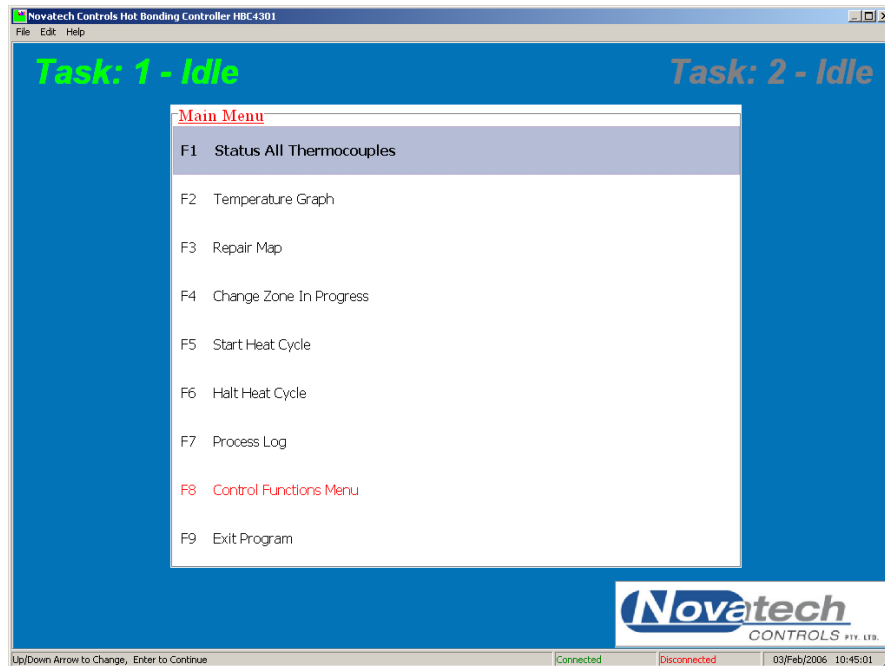 Novatech Controls Hot Bonding Controller HBC4301
File Edit Help
Task: 1 - Idle
Task: 2 - Idle
Main Menu
F1 Status All Thermocouples
F2 Temperature Graph
F3 Repair Map
F4 Change Zone In Progress
F5 Start Heat Cycle
F6 Halt Heat Cycle
F7 Process Log
F8 Control Functions Menu
F9 Exit Program
Novatech
CONTROLS PTY. LTD.
Up/Down Arrow to Change, Enter to Continue
Connected
Disconnected
03/Feb/2006 10:45:01